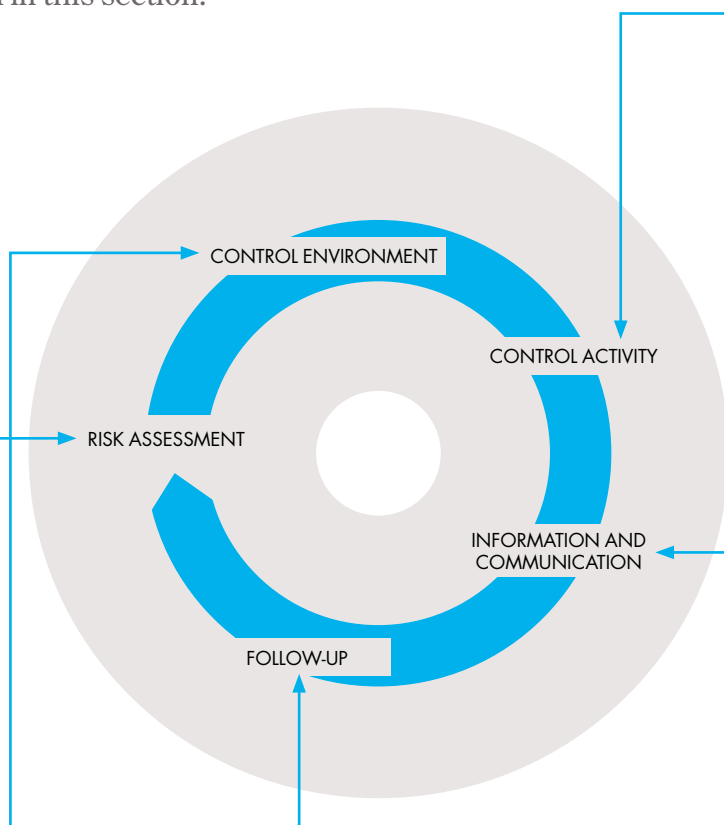 in this section.
CONTROL ENVIRONMENT
CONTROL ACTIVITY
RISK ASSESSMENT
INFORMATION AND
COMMUNICATION
FOLLOW-UP